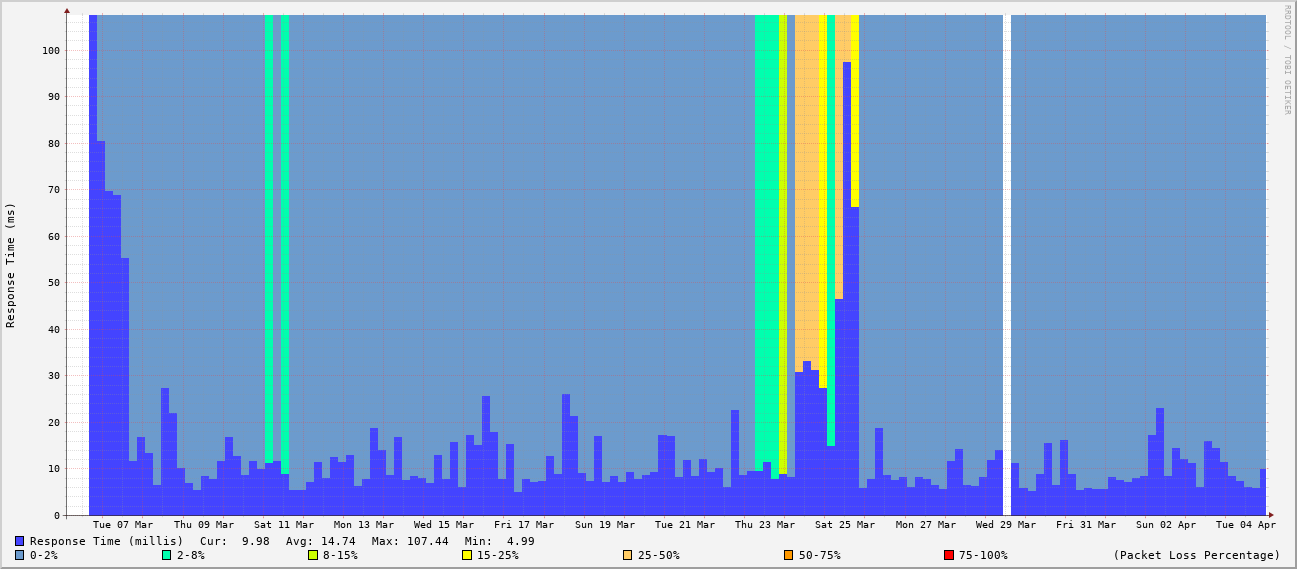 RRDTOOL / TOBI OETIKER
Response Time (ms)
100
90
80
70
60
50
40
30
20
10
0
Tue 07 Mar Thu 09 Mar Sat 11 Mar Mon 13 Mar Wed 15 Mar Fri 17 Mar Sun 19 Mar Tue 21 Mar Thu 23 Mar Sat 25 Mar Mon 27 Mar Wed 29 Mar Fri 31 Mar Sun 02 Apr Tue 04 Apr
Response Time (millis) Cur: 9.98 Avg: 14.74 Max: 107.44 Min: 4.99
0-2% 2-8% 8-15% 15-25% 25-50% 50-75% 75-100% (Packet Loss Percentage)